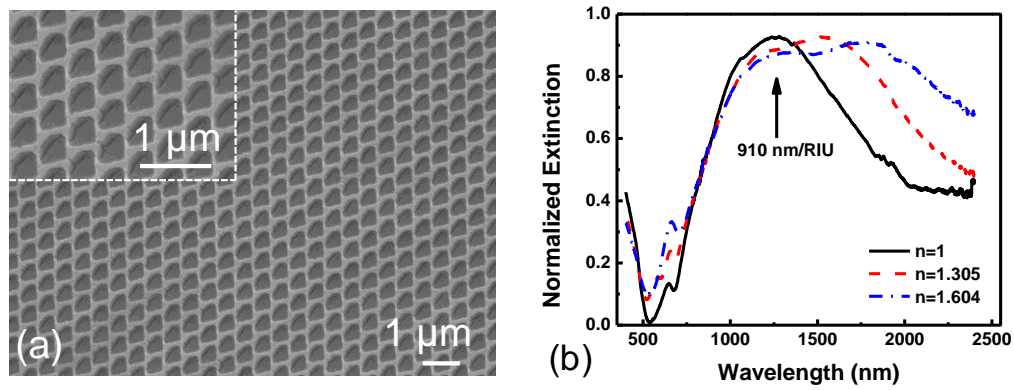 1 μm
1 μm
(a)
(b)
1.0
0.8
0.6
0.4
0.2
0.0
Normalized Extinction
910 nm/RIU
n=1
n=1.305
n=1.604
500 1000 1500 2000 2500
Wavelength (nm)